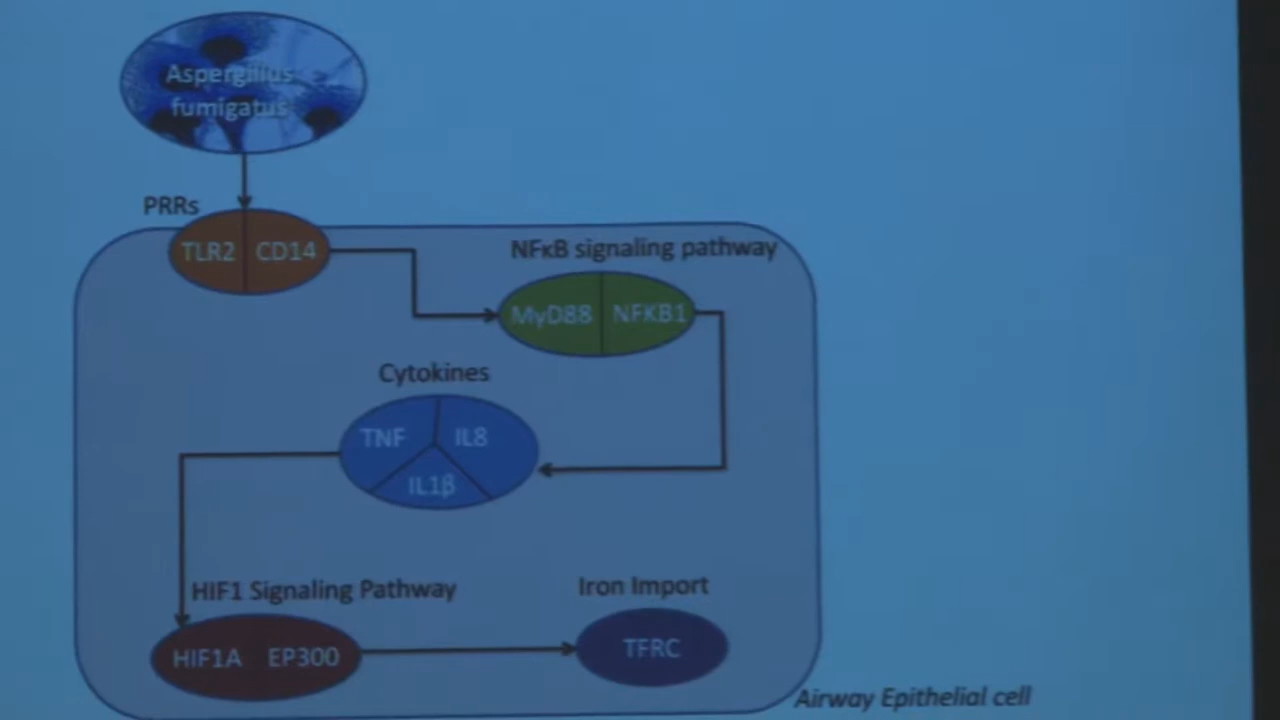 Aspergillus
fumigatus
PRRs
TLR2 CD14
NFκB signaling pathway
MyD88 NFKB1
Cytokines
TNF IL8
IL1β
HIF1 Signaling Pathway
HIF1A EP300
Iron Import
TFRC
Airway Epithelial cell